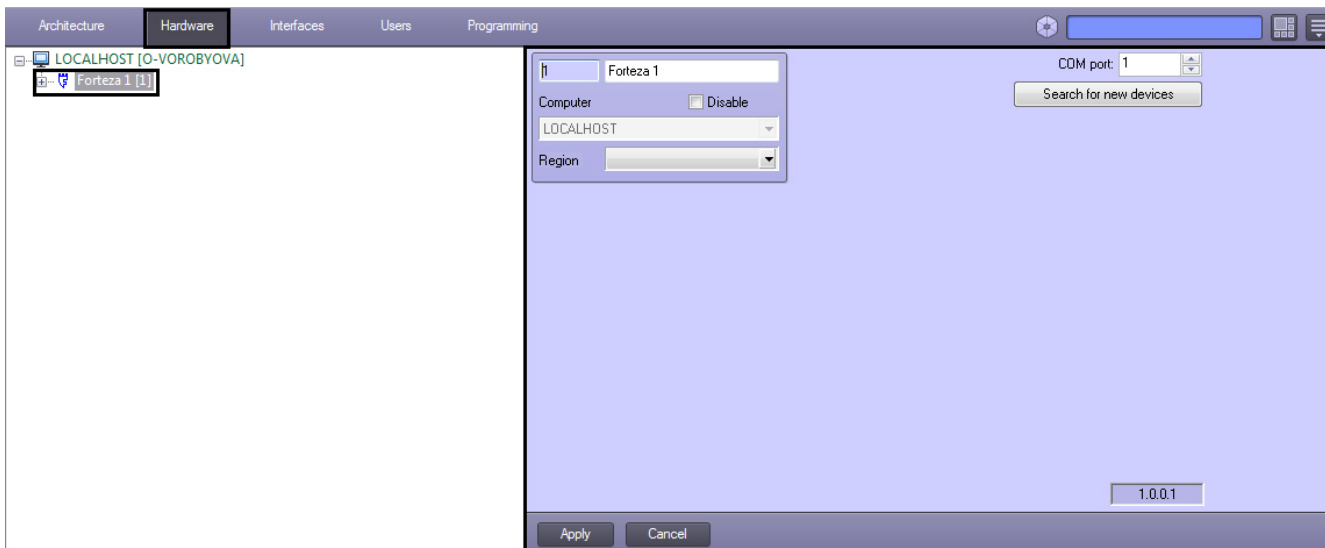 Architecture Hardware Interfaces Users Programming
LOCALHOST [O-VOROBYOVA]
Forteza 1 [1]
1 Forteza 1
Computer Disable
LOCALHOST
Region
COM port: 1
Search for new devices
1.0.0.1
Apply Cancel